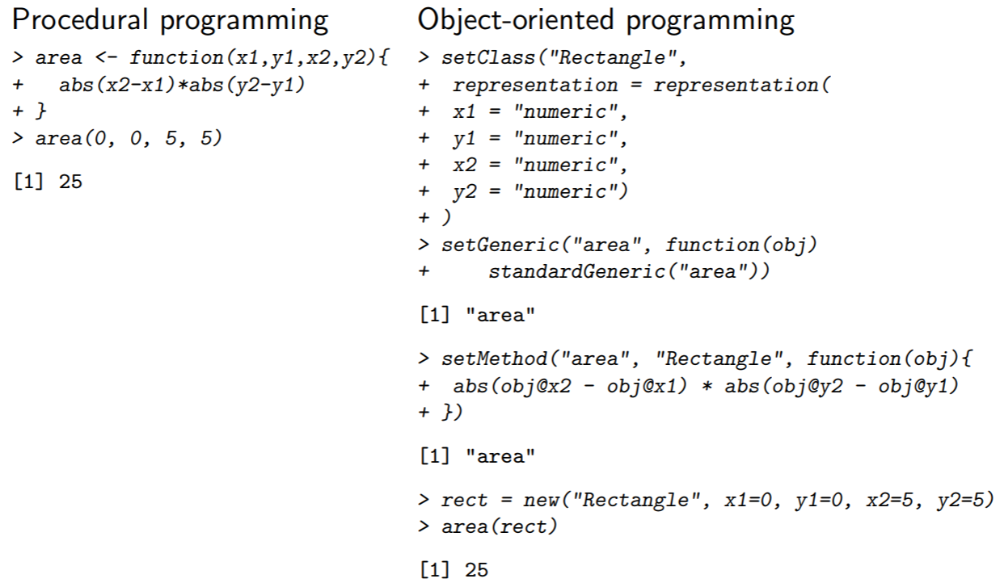 Procedural programming
> area <- function(x1,y1,x2,y2){
+   abs(x2-x1)*abs(y2-y1)
+ }
> area(0, 0, 5, 5)
[1] 25
Object-oriented programming
> setClass("Rectangle",
+  representation = representation(
+  x1 = "numeric",
+  y1 = "numeric",
+  x2 = "numeric",
+  y2 = "numeric")
+ )
> setGeneric("area", function(obj)
+     standardGeneric("area"))
[1] "area"
> setMethod("area", "Rectangle", function(obj){
+  abs(obj@x2 - obj@x1) * abs(obj@y2 - obj@y1)
+ })
[1] "area"
> rect = new("Rectangle", x1=0, y1=0, x2=5, y2=5)
> area(rect)
[1] 25